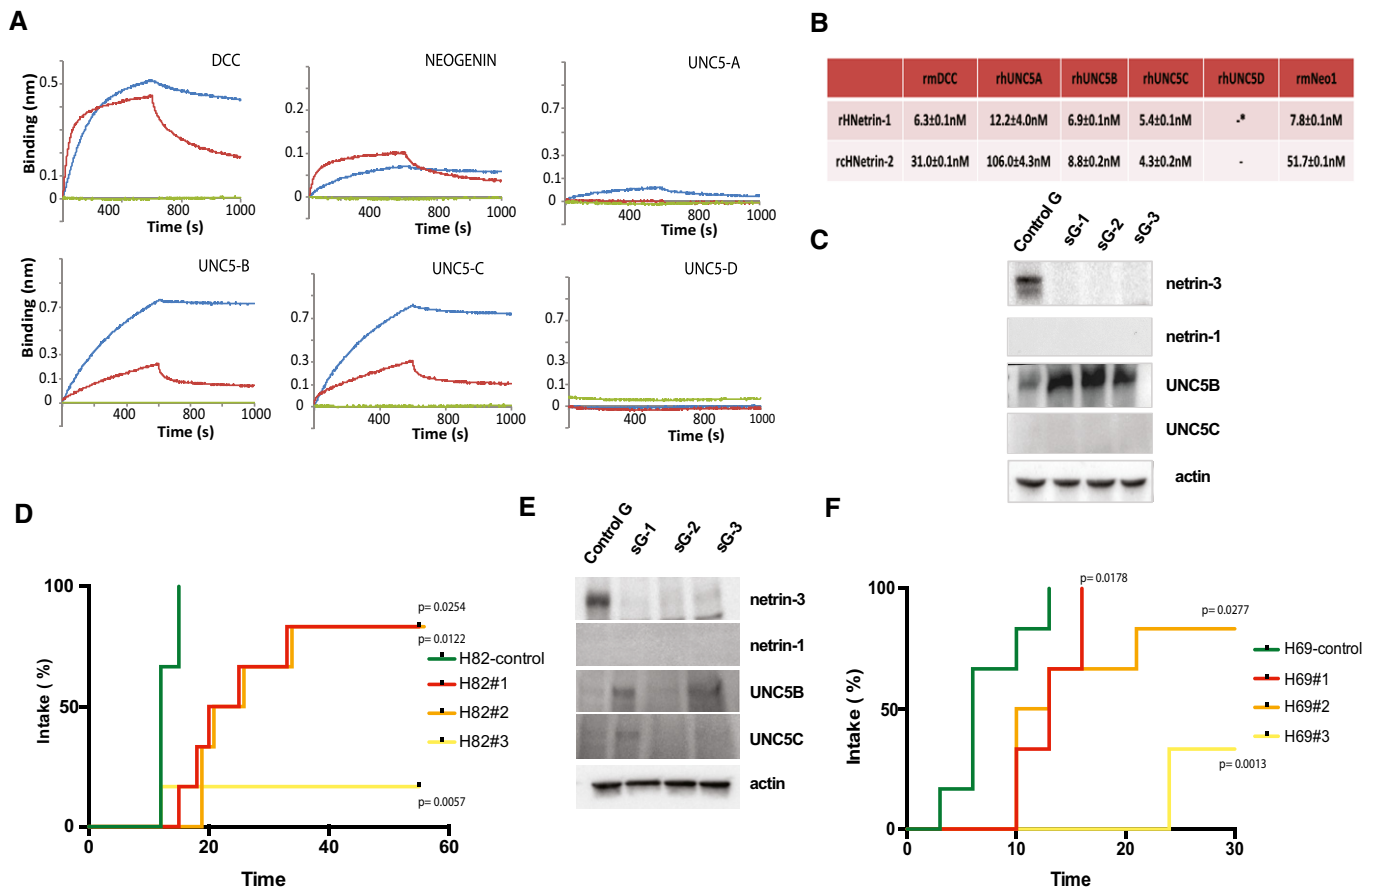 A
DCC
0.5
0.1
0
Binding (nm)
400 800 1000
Time (s)
NEOGENIN
0.2
0.1
0
400 800 1000
Time (s)
UNC5-A
0.7
0.3
0.1
0
400 800 1000
Time (s)
UNC5-B
0.7
0.3
0.1
0
Binding (nm)
400 800 1000
Time (s)
UNC5-C
0.7
0.3
0.1
0
400 800 1000
Time (s)
UNC5-D
0.7
0.3
0.1
0
400 800 1000
Time (s)
B
rmDCC rhUNC5A rhUNC5B rhUNC5C rhUNC5D rmNeo1
rHNetrin-1 6.3±0.1nM 12.2±4.0nM 6.9±0.1nM 5.4±0.1nM -* 7.8±0.1nM
rcHNetrin-2 31.0±0.1nM 106.0±4.3nM 8.8±0.2nM 4.3±0.2nM - 51.7±0.1nM
C
Control G sG-1 sG-2 sG-3
netrin-3
netrin-1
UNC5B
UNC5C
actin
D
100
50
0
Intake ( %)
0 20 40 60
Time
p= 0.0254
p= 0.0122
p= 0.0057
H82-control
H82#1
H82#2
H82#3
E
Control G sG-1 sG-2 sG-3
netrin-3
netrin-1
UNC5B
UNC5C
actin
F
100
50
0
Intake ( %)
0 10 20 30
Time
p= 0.0178
p= 0.0277
p= 0.0013
H69-control
H69#1
H69#2
H69#3